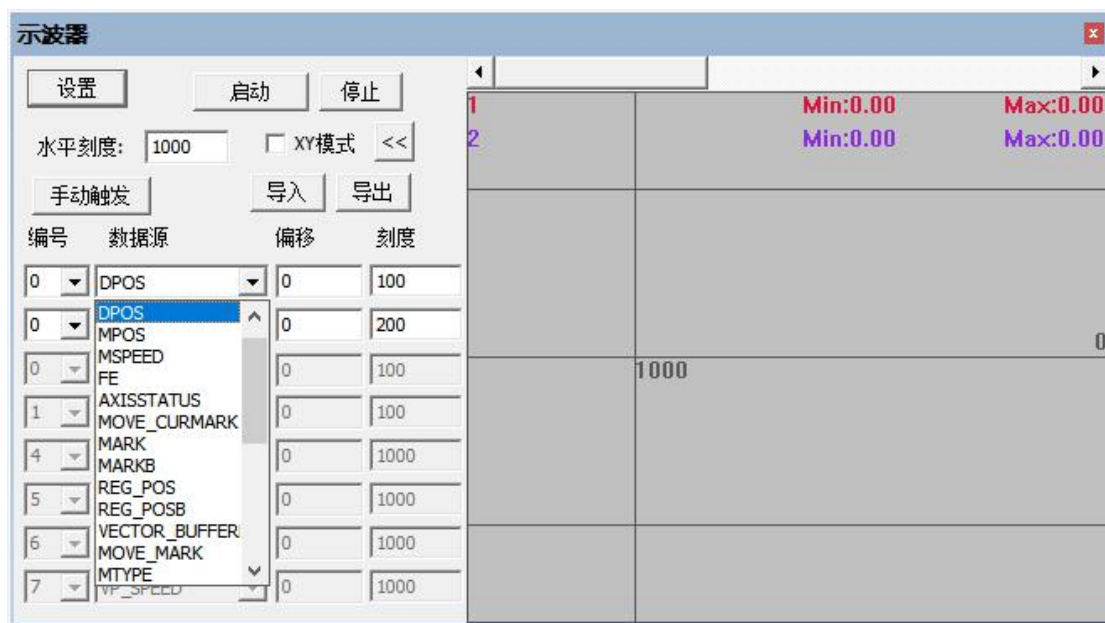 示波器
设置 启动 停止
水平刻度: 1000 XY模式 <<
手动触发 导入 导出
编号 数据源 偏移 刻度
0 DPOS 0 100
0 0 200
0 0 100
1 0 100
4 0 1000
5 0 1000
6 0 1000
7 VP_SPEED 0 1000
DPOS
MPOS
MSPEED
FE
AXISSTATUS
MOVE_CURMARK
MARK
MARKB
REG_POS
REG_POSB
VECTOR_BUFFER
MOVE_MARK
MTYPE
1 Min:0.00 Max:0.00
2 Min:0.00 Max:0.00
0
1000